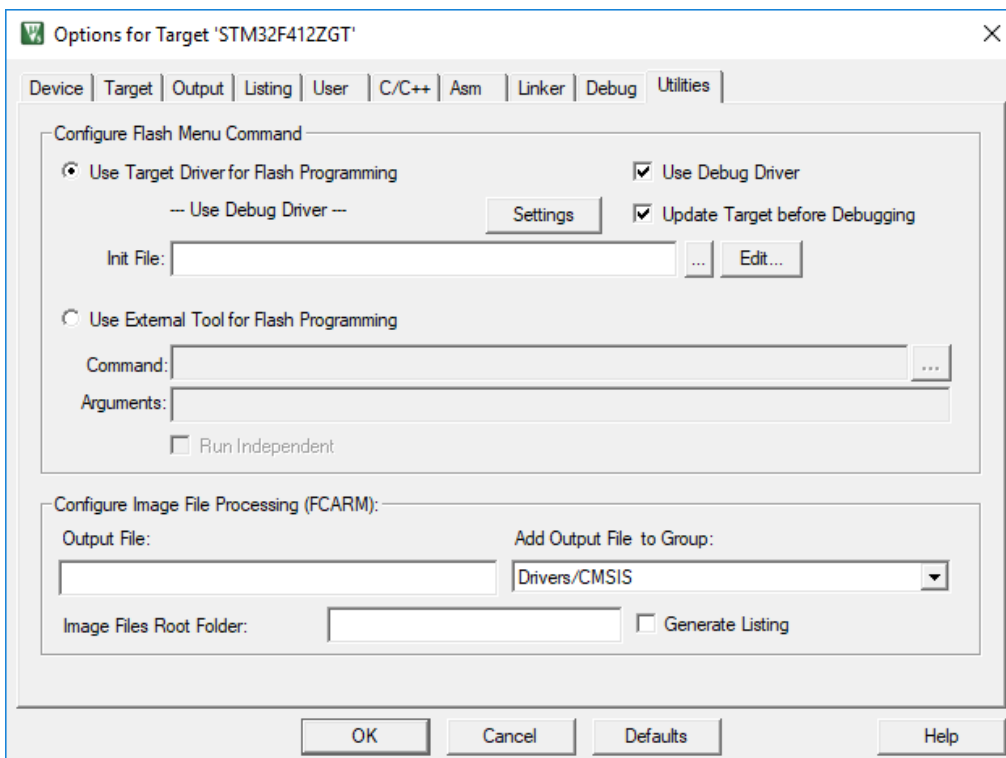 Options for Target 'STM32F412ZGT'
Device Target Output Listing User C/C++ Asm Linker Debug Utilities
Configure Flash Menu Command
Use Target Driver for Flash Programming Use Debug Driver
--- Use Debug Driver --- Settings Update Target before Debugging
Init File: ... Edit...
Use External Tool for Flash Programming
Command: ...
Arguments:
Run Independent
Configure Image File Processing (FCARM):
Output File: Add Output File to Group:
Drivers/CMSIS
Image Files Root Folder: Generate Listing
OK Cancel Defaults Help